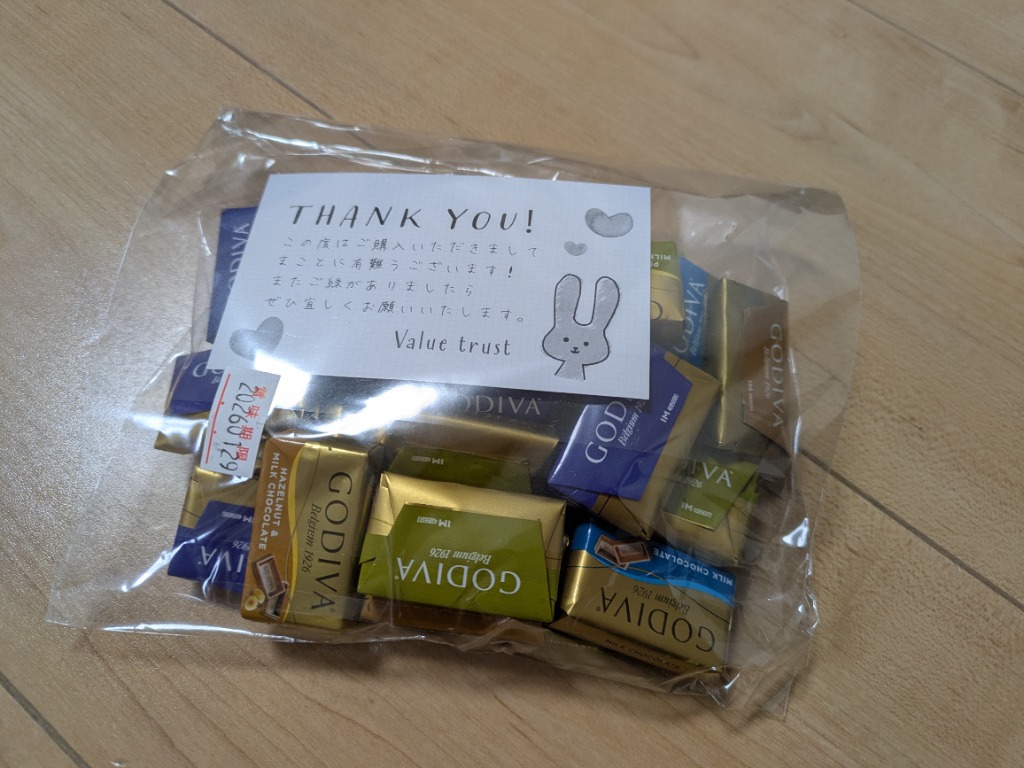 THANK YOU!
この度はご購入いただきまして
まことに有難うございます!
またご縁がありましたら
ぜひ宜しくお願いいたします。
Value trust
賞味期限
20260129
GODIVA
GODIVA
GODIVA
GODIVA
GODIVA
Belgium 1926
HAZELNUT &
MILK CHOCOLATE
GODIVA
Belgium 1926
GODIVA
Belgium 1926
MILK CHOCOLATE
GODIVA
Belgium 1926
MILK CHOCOLATE